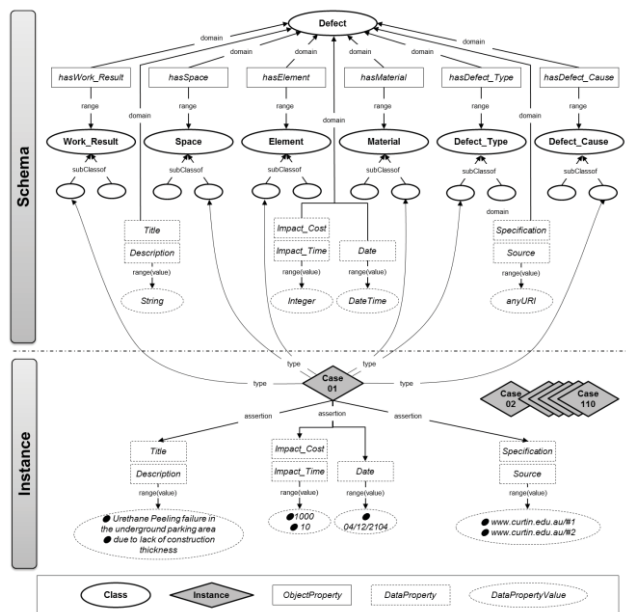 Defect
domain domain domain domain domain domain
hasWork_Result hasSpace hasElement hasMaterial hasDefect_Type hasDefect_Cause
range domain range range domain range range domain range
Work_Result Space Element Material Defect_Type Defect_Cause
subClassof subClassof subClassof subClassof subClassof subClassof
domain
Title Impact_Cost Specification
Description Impact_Time Date Source
range(value) range(value) range(value) range(value)
String Integer DateTime anyURI
Schema
type type type type
type type
Case
01
Case
02
Case
110
assertion assertion assertion
Title Impact_Cost Specification
Description Impact_Time Date Source
range(value) range(value) range(value) range(value)
Urethane Peeling failure in
the underground parking area
due to lack of construction
thickness
1000
10
04/12/2104
www.curtin.edu.au/#1
www.curtin.edu.au/#2
Instance
Class Instance ObjectProperty DataProperty DataPropertyValue